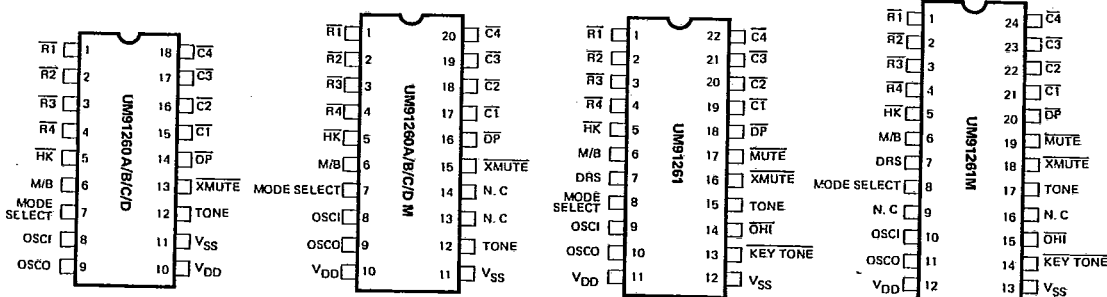 R1 1 18 C4
R2 2 17 C3
R3 3 16 C2
R4 4 15 C1
HK 5 14 DP
M/B 6 13 XMUTE
MODE SELECT 7 12 TONE
OSCI 8 11 VSS
OSCO 9 10 VDD
UM91260A/B/C/D
R1 1 20 C4
R2 2 19 C3
R3 3 18 C2
R4 4 17 C1
HK 5 16 DP
M/B 6 15 XMUTE
MODE SELECT 7 14 N.C
OSCI 8 13 N.C
OSCO 9 12 TONE
VDD 10 11 VSS
UM91260A/B/C/D M
R1 1 22 C4
R2 2 21 C3
R3 3 20 C2
R4 4 19 C1
HK 5 18 DP
M/B 6 17 MUTE
DRS 7 16 XMUTE
MODE SELECT 8 15 TONE
OSCI 9 14 OHI
OSCO 10 13 KEY TONE
VDD 11 12 VSS
UM91261
R1 1 24 C4
R2 2 23 C3
R3 3 22 C2
R4 4 21 C1
HK 5 20 DP
M/B 6 19 MUTE
DRS 7 18 XMUTE
MODE SELECT 8 17 TONE
N.C 9 16 N.C
OSCI 10 15 OHI
OSCO 11 14 KEY TONE
VDD 12 13 VSS
UM91261M